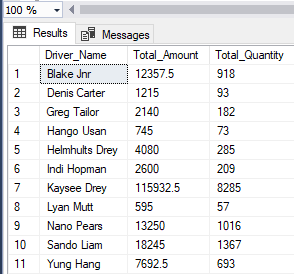 100 %
Results Messages
Driver_Name Total_Amount Total_Quantity
1 Blake Jnr 12357.5 918
2 Denis Carter 1215 93
3 Greg Tailor 2140 182
4 Hango Usan 745 73
5 Helmhults Drey 4080 285
6 Indi Hopman 2600 209
7 Kaysee Drey 115932.5 8285
8 Lyan Mutt 595 57
9 Nano Pears 13250 1016
10 Sando Liam 18245 1367
11 Yung Hang 7692.5 693